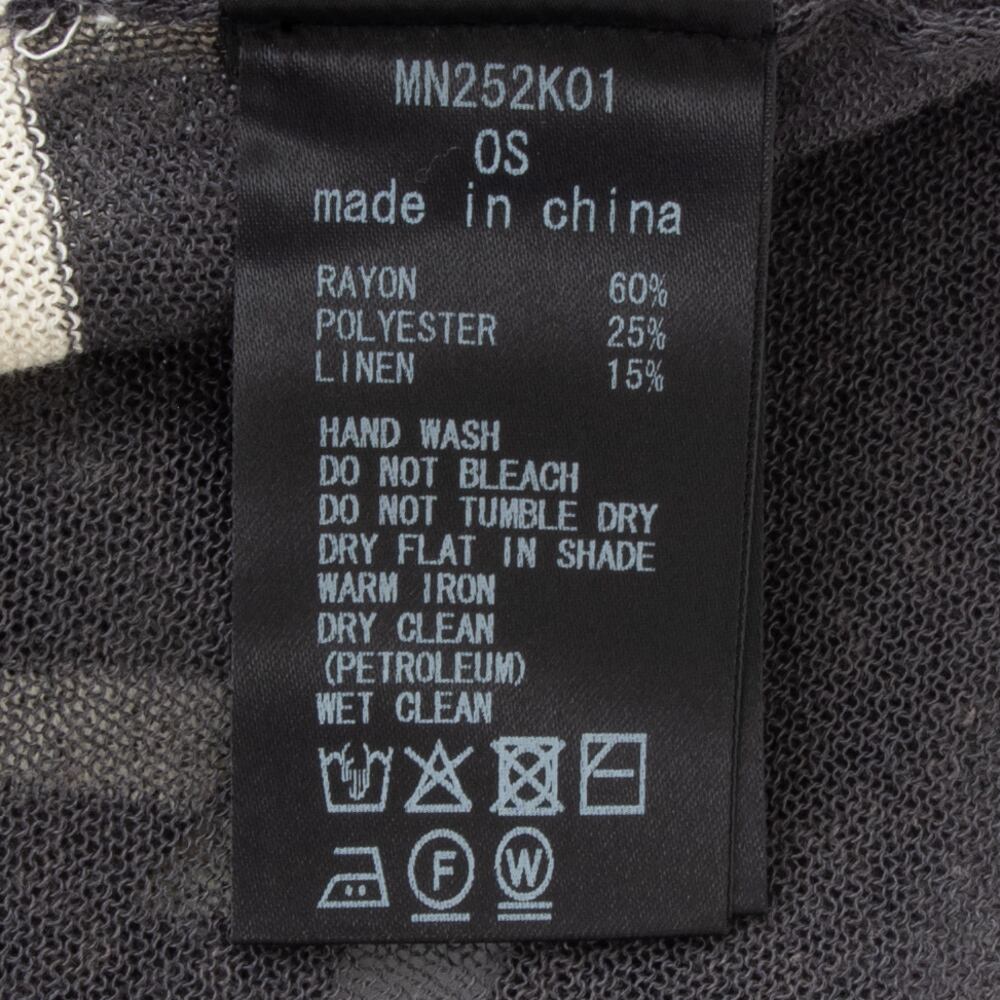 MN252K01
OS
made in china
RAYON 60%
POLYESTER 25%
LINEN 15%
HAND WASH
DO NOT BLEACH
DO NOT TUMBLE DRY
DRY FLAT IN SHADE
WARM IRON
DRY CLEAN
(PETROLEUM)
WET CLEAN
F W